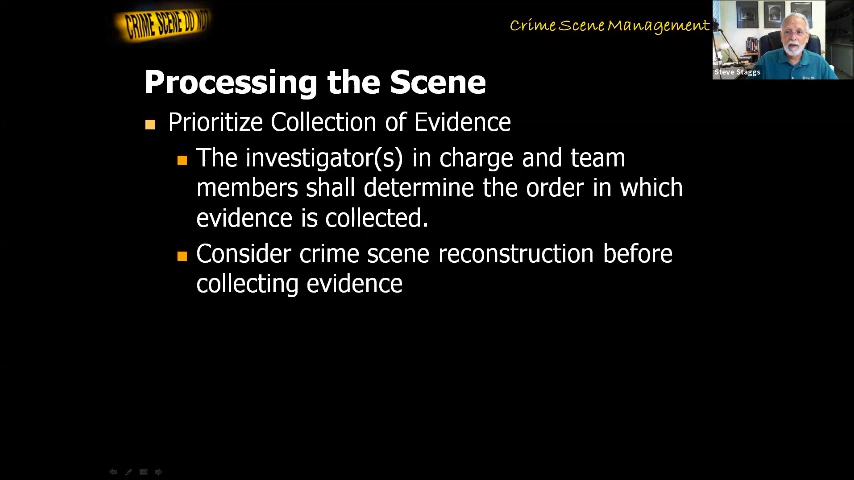 CRIME SCENE DO NOT
Crime Scene Management
Steve Staggs
Processing the Scene
Prioritize Collection of Evidence
The investigator(s) in charge and team
members shall determine the order in which
evidence is collected.
Consider crime scene reconstruction before
collecting evidence